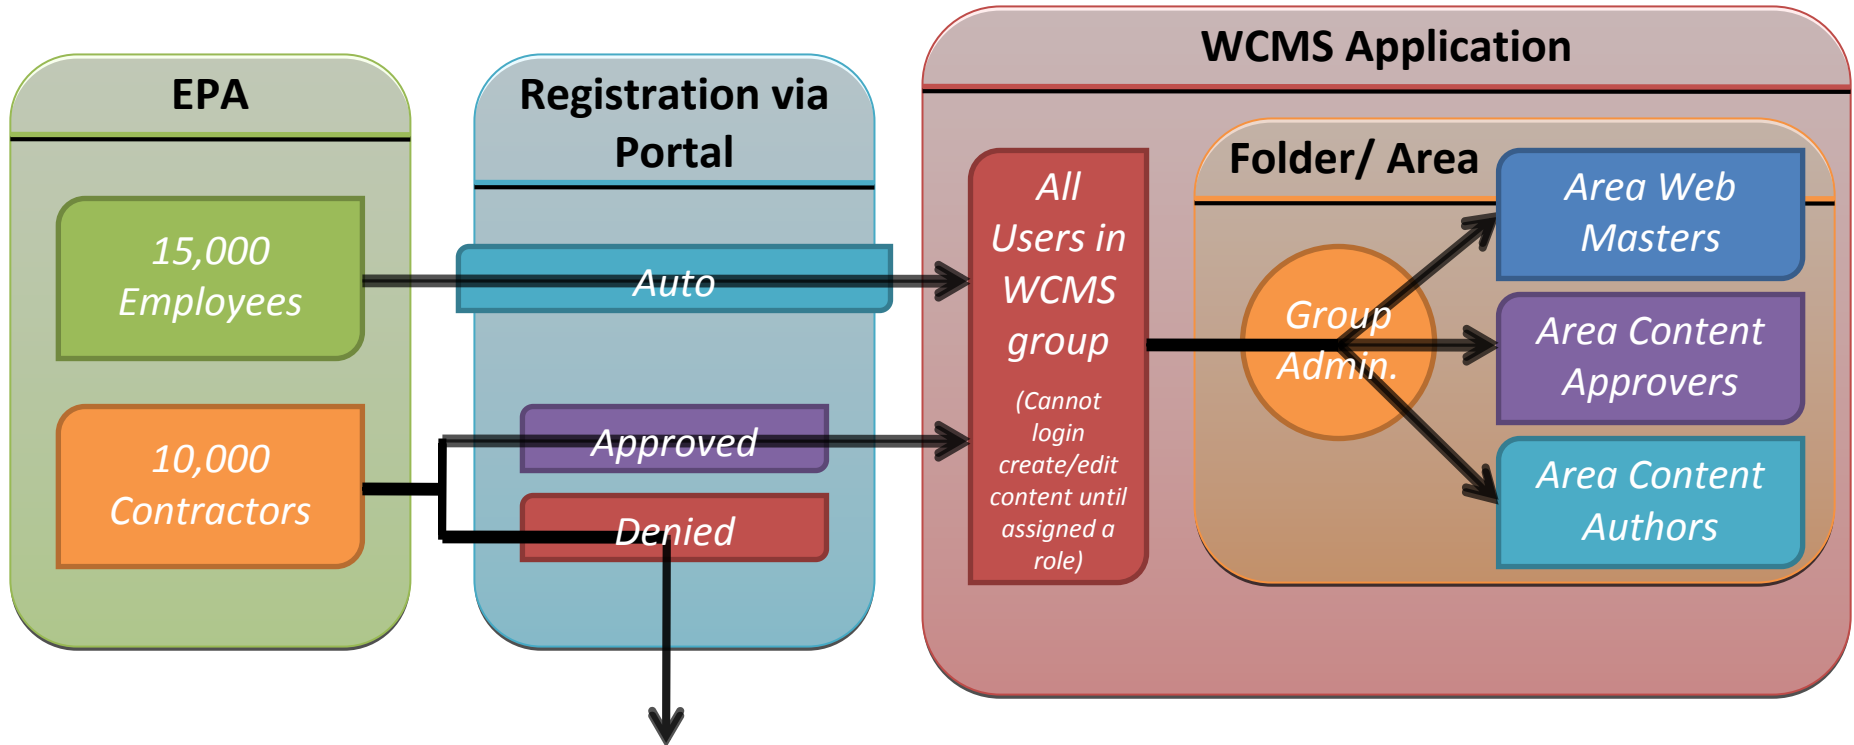 EPA
15,000
Employees
10,000
Contractors
Registration via
Portal
Auto
Approved
Denied
WCMS Application
All
Users in
WCMS
group
(Cannot
login
create/edit
content until
assigned a
role)
Folder/ Area
Group
Admin.
Area Web
Masters
Area Content
Approvers
Area Content
Authors